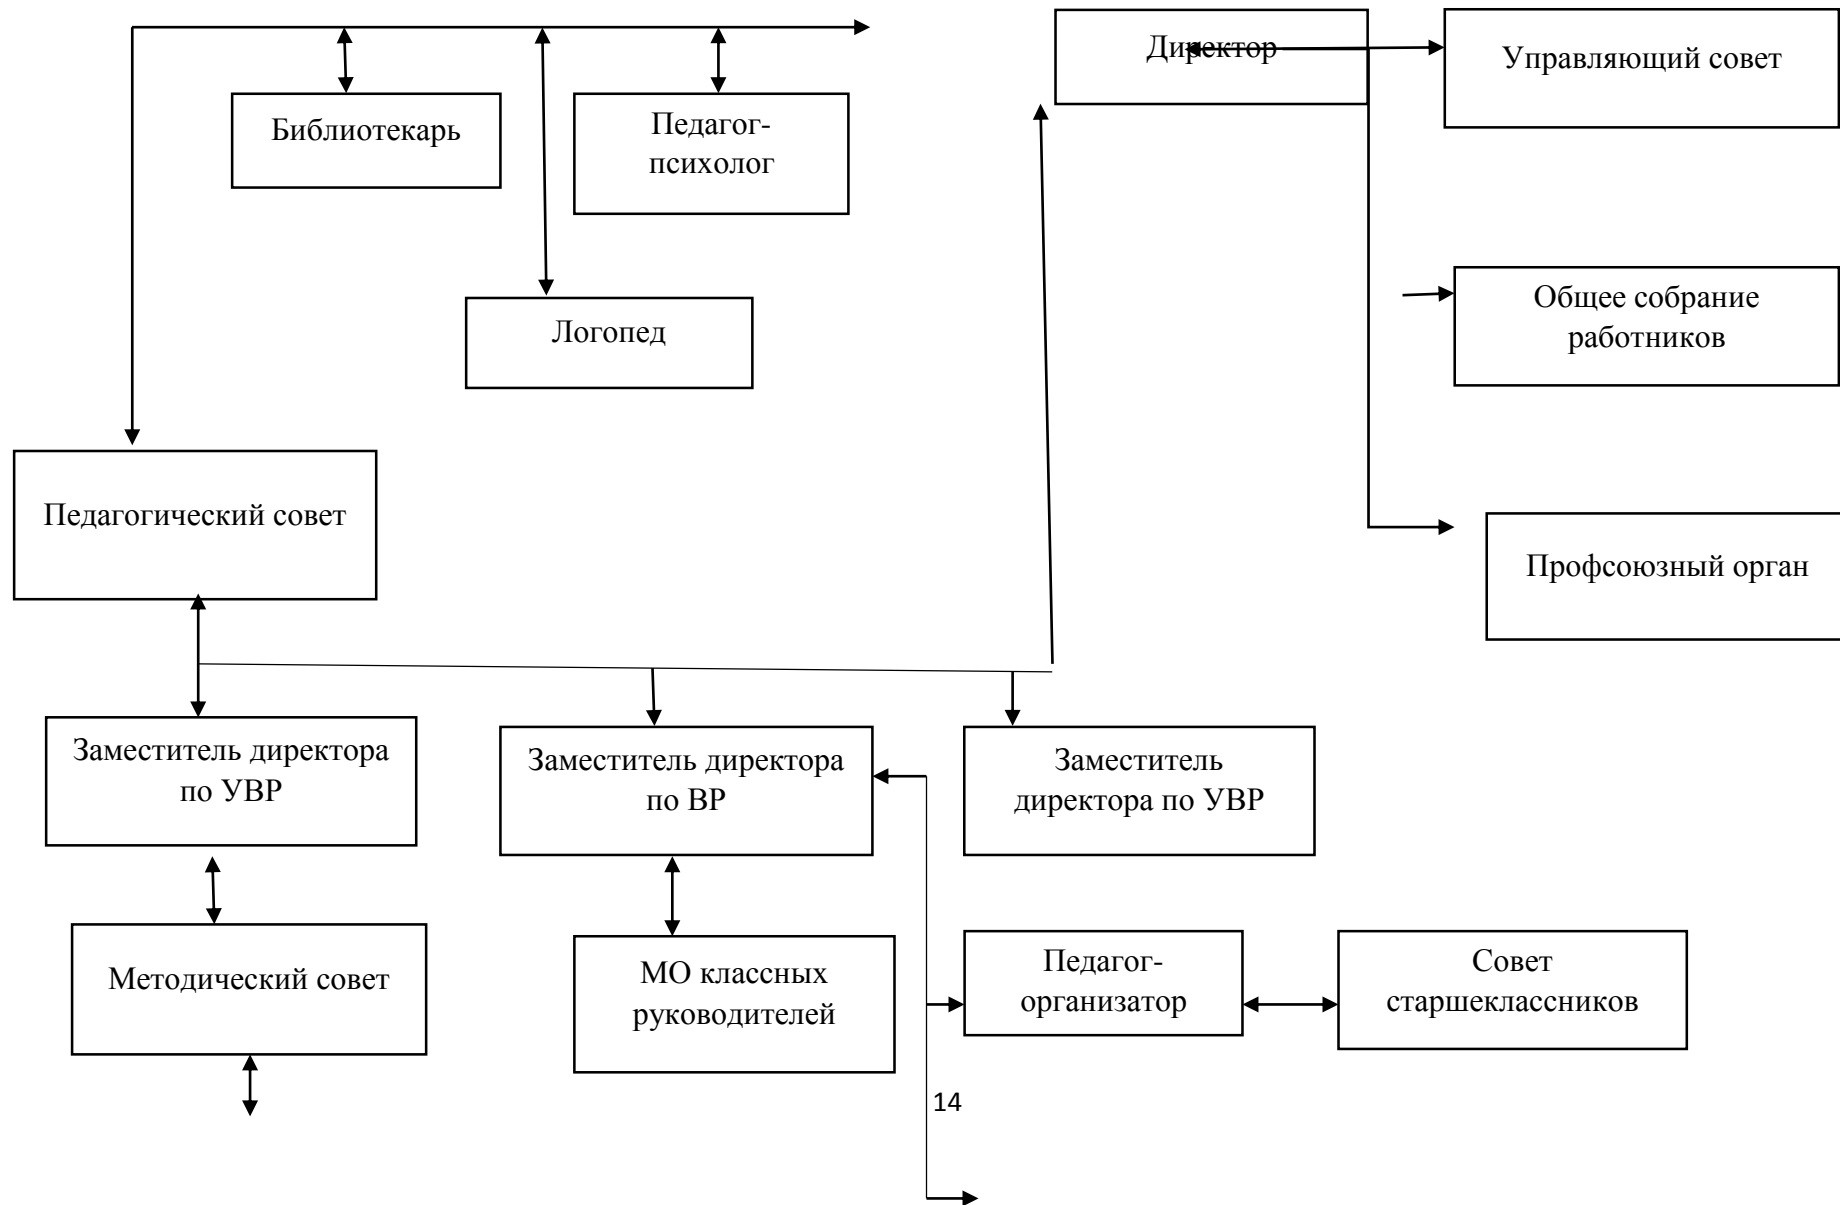 Директор
Управляющий совет
Библиотекарь
Педагог-
психолог
Общее собрание
работников
Логопед
Педагогический совет
Профсоюзный орган
Заместитель директора
по УВР
Заместитель директора
по ВР
Заместитель
директора по УВР
Методический совет
МО классных
руководителей
Педагог-
организатор
Совет
старшеклассников
14